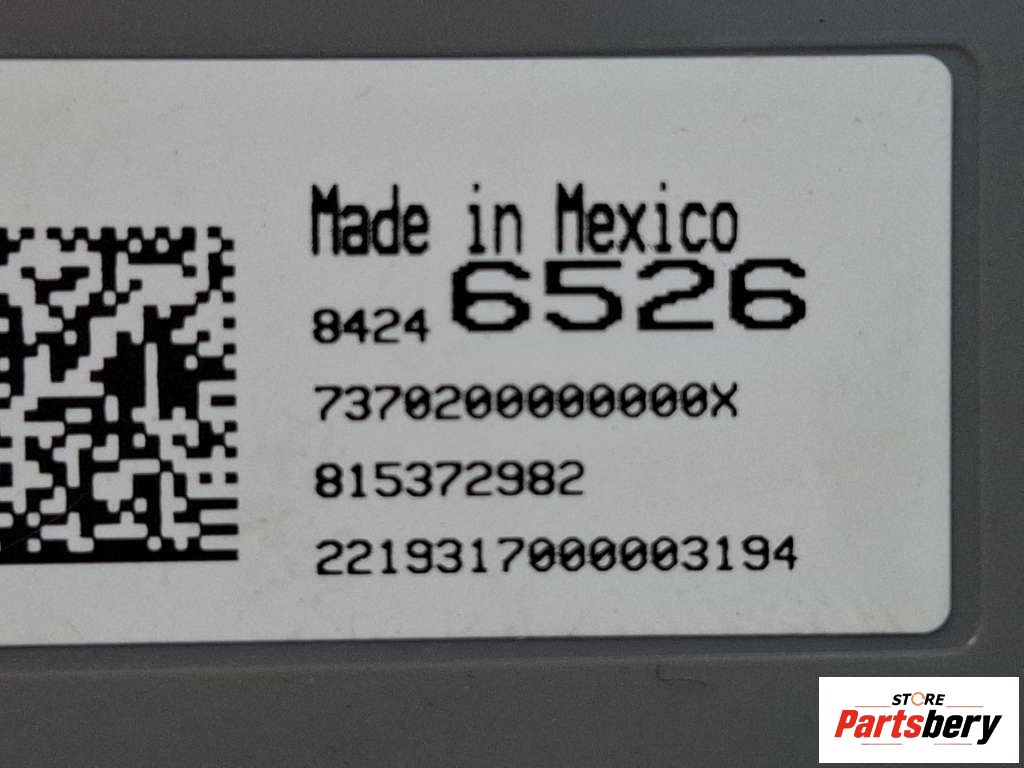 Made in Mexico
8424 6526
7370200000000X
815372982
2219317000003194
STORE
Partsbery